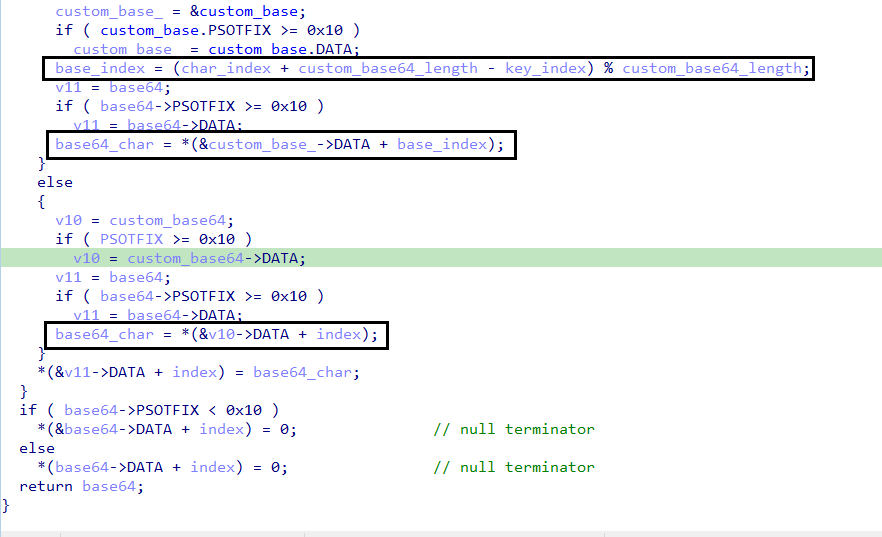 custom_base_ = &custom_base;
if ( custom_base.PSOTFIX >= 0x10 )
custom_base_ = custom_base.DATA;
base_index = (char_index + custom_base64_length - key_index) % custom_base64_length;
v11 = base64;
if ( base64->PSOTFIX >= 0x10 )
v11 = base64->DATA;
base64_char = *(&custom_base_->DATA + base_index);
}
else
{
v10 = custom_base64;
if ( PSOTFIX >= 0x10 )
v10 = custom_base64->DATA;
v11 = base64;
if ( base64->PSOTFIX >= 0x10 )
v11 = base64->DATA;
base64_char = *(&v10->DATA + index);
}
*(&v11->DATA + index) = base64_char;
}
if ( base64->PSOTFIX < 0x10 )
*(&base64->DATA + index) = 0; // null terminator
else
*(base64->DATA + index) = 0; // null terminator
return base64;
}